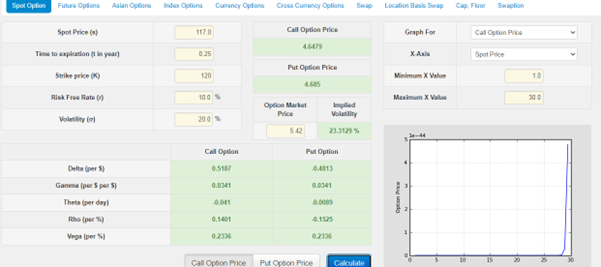 Spot Option Future Options Asian Options Index Options Currency Options Cross Currency Options Swap Location Basis Swap Cap, Floor Swaption
Spot Price (s) 117.0
Time to expiration (t in year) 0.25
Strike price (K) 120
Risk Free Rate (r) 10.0 %
Volatility (σ) 20.0 %
Call Option Price
4.6479
Put Option Price
4.685
Option Market Price Implied Volatility
5.42 23.3129 %
Graph For Call Option Price
X-Axis Spot Price
Minimum X Value 1.0
Maximum X Value 30.0
Call Option Put Option
Delta (per $) 0.5187 -0.4813
Gamma (per $ per $) 0.0341 0.0341
Theta (per day) -0.041 -0.0089
Rho (per %) 0.1401 -0.1525
Vega (per %) 0.2336 0.2336
Call Option Price Put Option Price Calculate
1e−44
Option Price
5
4
3
2
1
0
0 5 10 15 20 25 30